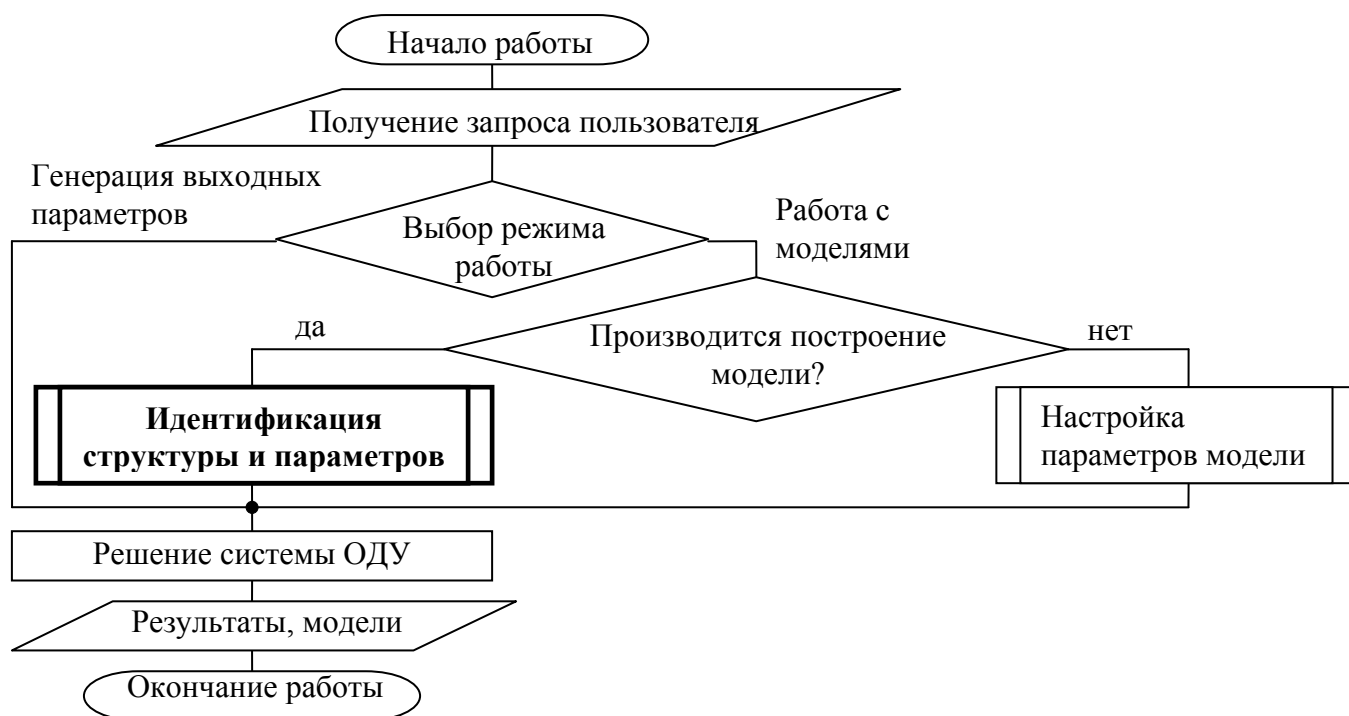 Начало работы
Получение запроса пользователя
Генерация выходных
параметров
Выбор режима
работы
Работа с
моделями
да
Производится построение
модели?
нет
Идентификация
структуры и параметров
Настройка
параметров модели
Решение системы ОДУ
Результаты, модели
Окончание работы